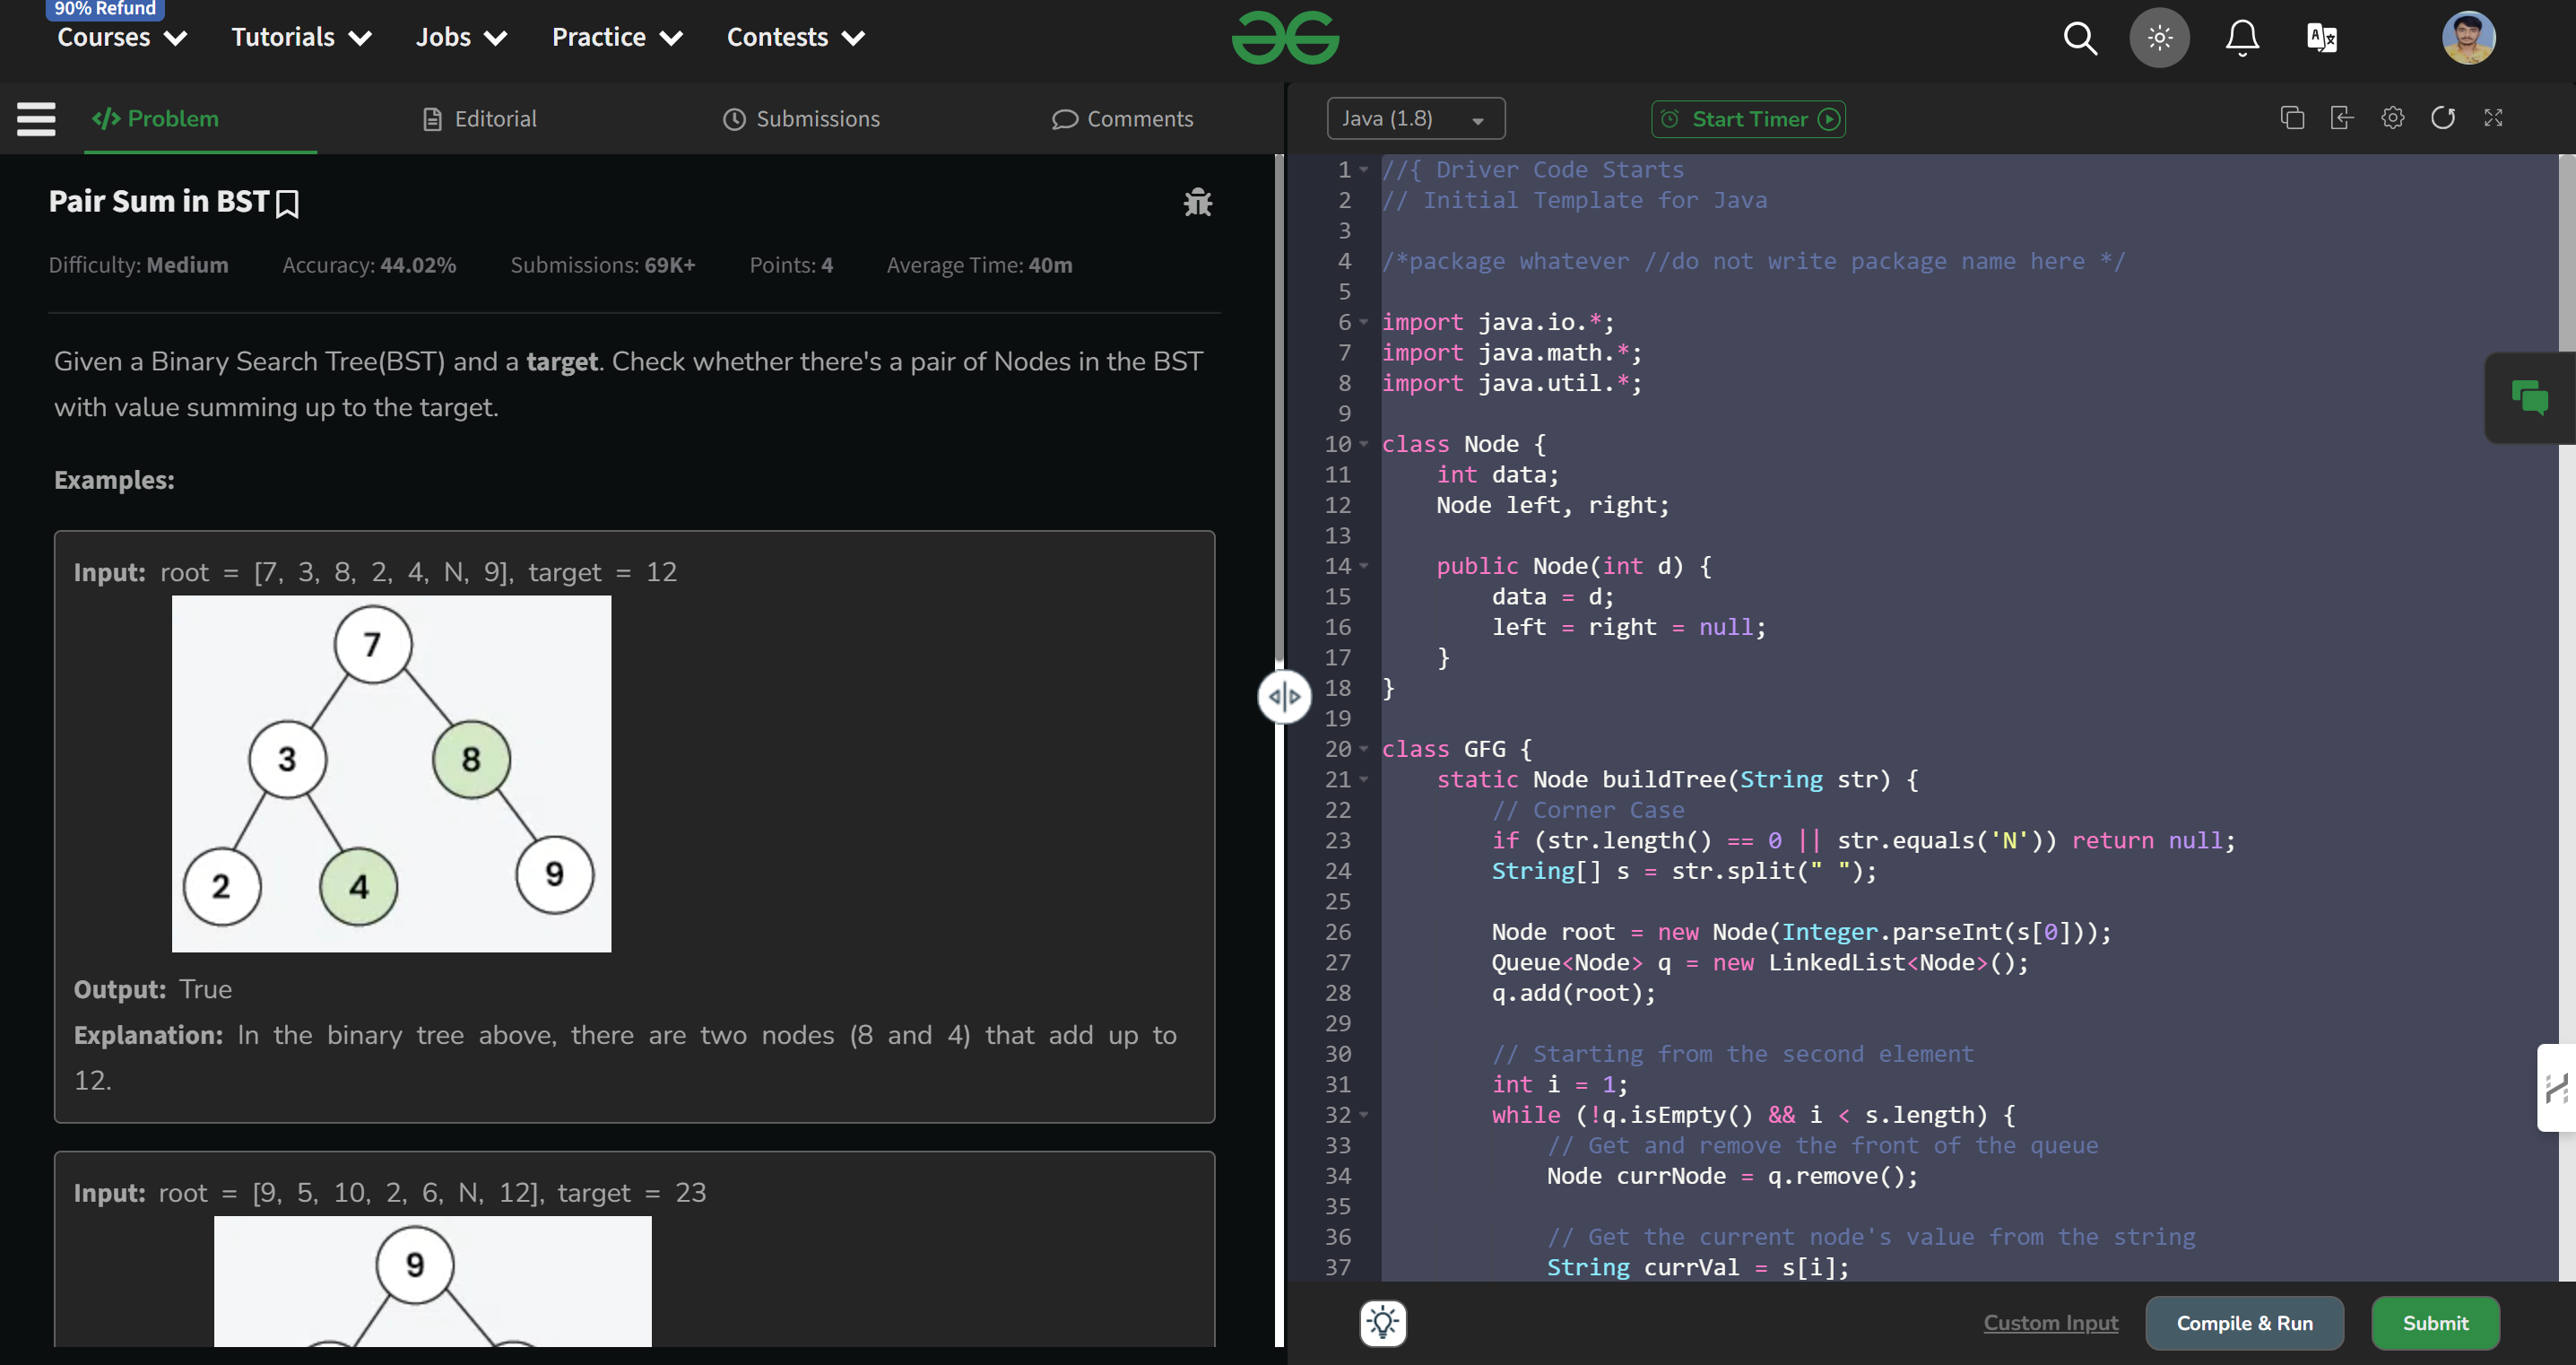 90% Refund
Courses Tutorials Jobs Practice Contests
Problem Editorial Submissions Comments
Pair Sum in BST
Difficulty: Medium Accuracy: 44.02% Submissions: 69K+ Points: 4 Average Time: 40m
Given a Binary Search Tree(BST) and a target. Check whether there's a pair of Nodes in the BST
with value summing up to the target.
Examples:
Input: root = [7, 3, 8, 2, 4, N, 9], target = 12
7
3 8
2 4 9
Output: True
Explanation: In the binary tree above, there are two nodes (8 and 4) that add up to
12.
Input: root = [9, 5, 10, 2, 6, N, 12], target = 23
9
Java (1.8) Start Timer
1 //{ Driver Code Starts
2 // Initial Template for Java
3
4 /*package whatever //do not write package name here */
5
6 import java.io.*;
7 import java.math.*;
8 import java.util.*;
9
10 class Node {
11 int data;
12 Node left, right;
13
14 public Node(int d) {
15 data = d;
16 left = right = null;
17 }
18 }
19
20 class GFG {
21 static Node buildTree(String str) {
22 // Corner Case
23 if (str.length() == 0 || str.equals('N')) return null;
24 String[] s = str.split(" ");
25
26 Node root = new Node(Integer.parseInt(s[0]));
27 Queue<Node> q = new LinkedList<Node>();
28 q.add(root);
29
30 // Starting from the second element
31 int i = 1;
32 while (!q.isEmpty() && i < s.length) {
33 // Get and remove the front of the queue
34 Node currNode = q.remove();
35
36 // Get the current node's value from the string
37 String currVal = s[i];
Custom Input Compile & Run Submit